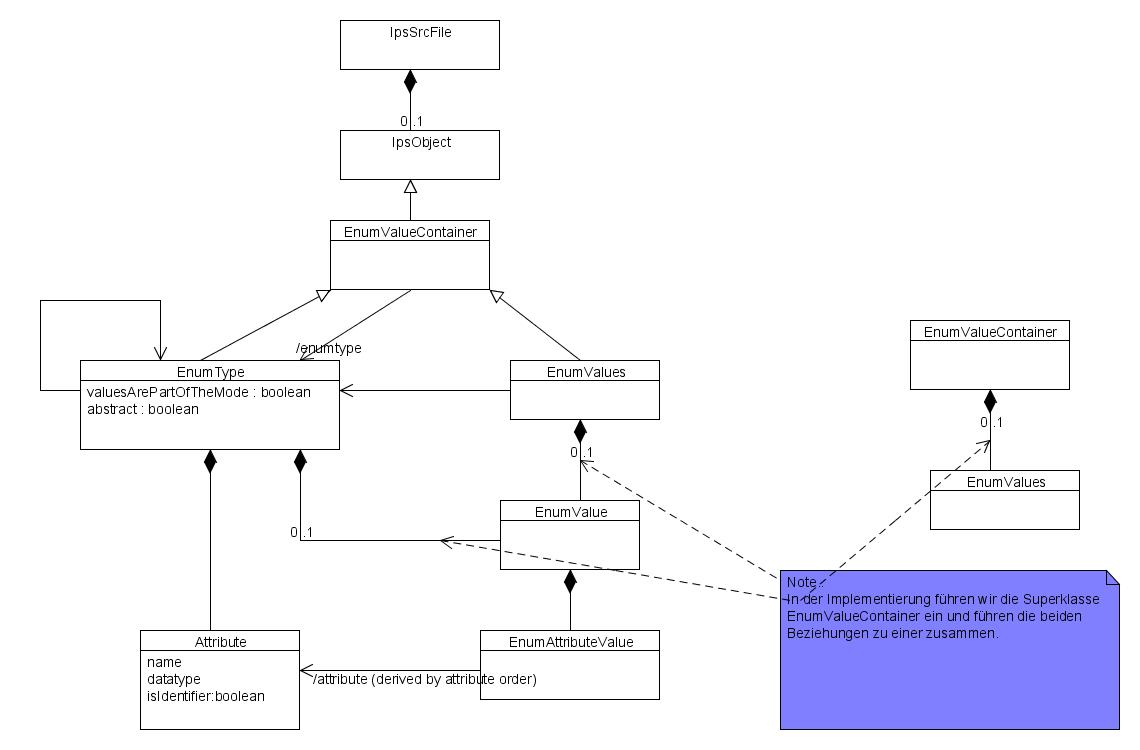 IpsSrcFile
0..1
IpsObject
EnumValueContainer
/enumtype
EnumType
valuesArePartOfTheMode : boolean
abstract : boolean
EnumValues
0..1
EnumValueContainer
0..1
EnumValues
EnumValue
0..1
Note..
In der Implementierung führen wir die Superklasse
EnumValueContainer ein und führen die beiden
Beziehungen zu einer zusammen.
Attribute
name
datatype
isIdentifier:boolean
EnumAttributeValue
/attribute (derived by attribute order)